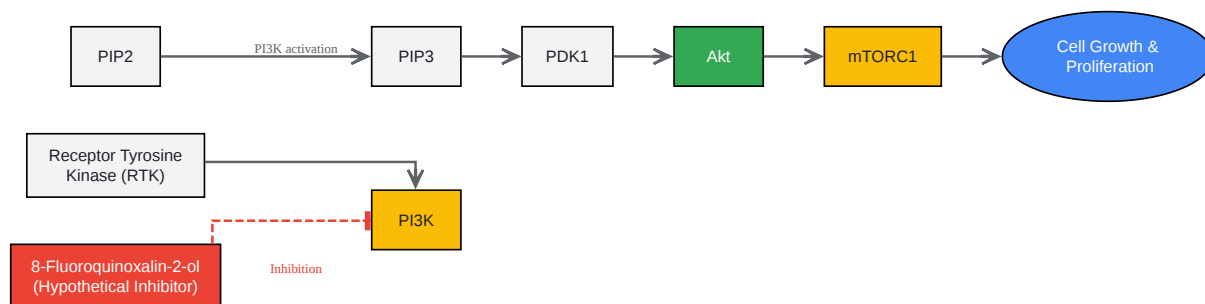 PIP2
PI3K activation
PIP3
PDK1
Akt
mTORC1
Cell Growth &
Proliferation
Receptor Tyrosine
Kinase (RTK)
PI3K
8-Fluoroquinoxalin-2-ol
(Hypothetical Inhibitor)
Inhibition